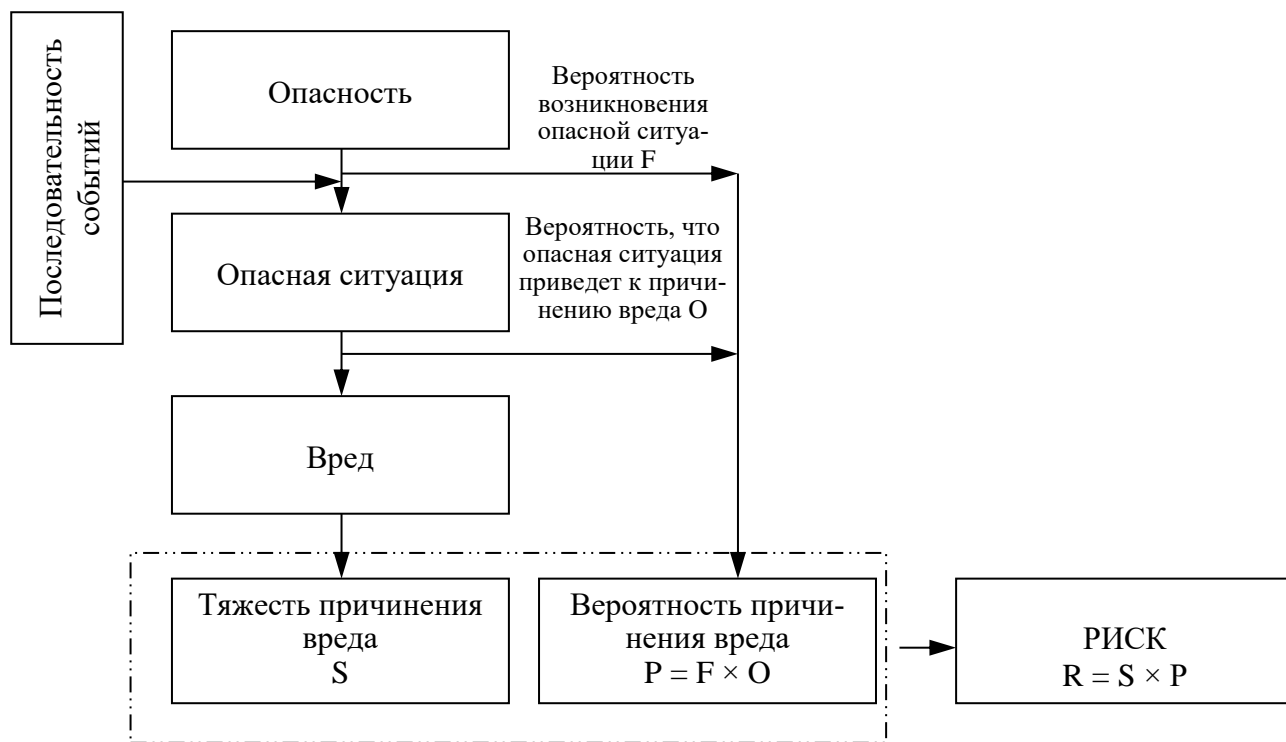 Последовательность
событий
Опасность
Вероятность
возникновения
опасной ситуа-
ции F
Опасная ситуация
Вероятность, что
опасная ситуация
приведет к причи-
нению вреда O
Вред
Тяжесть причинения
вреда
S
Вероятность причи-
нения вреда
P = F × O
РИСК
R = S × P